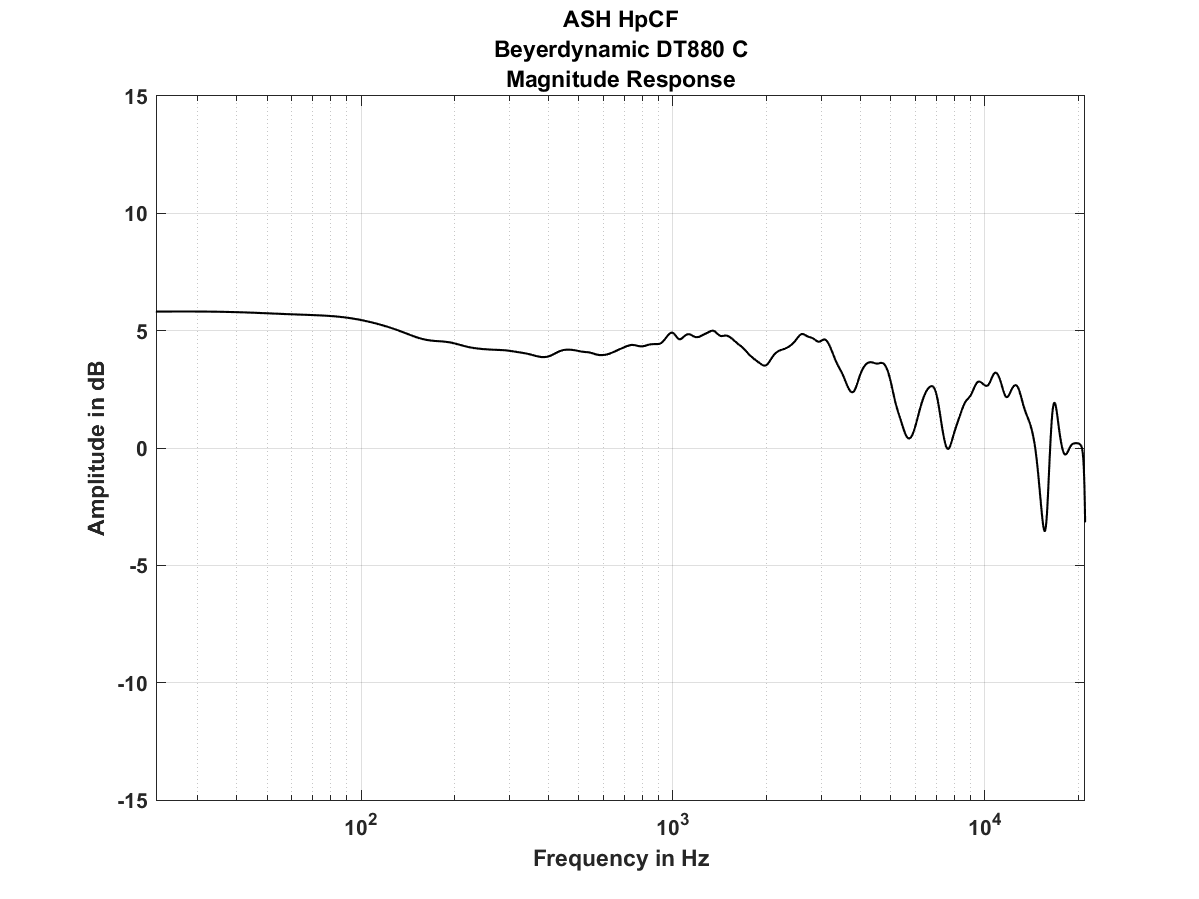 ASH HpCF
Beyerdynamic DT880 C
Magnitude Response
15
10
5
0
-5
-10
-15
Amplitude in dB
10²
10³
10⁴
Frequency in Hz